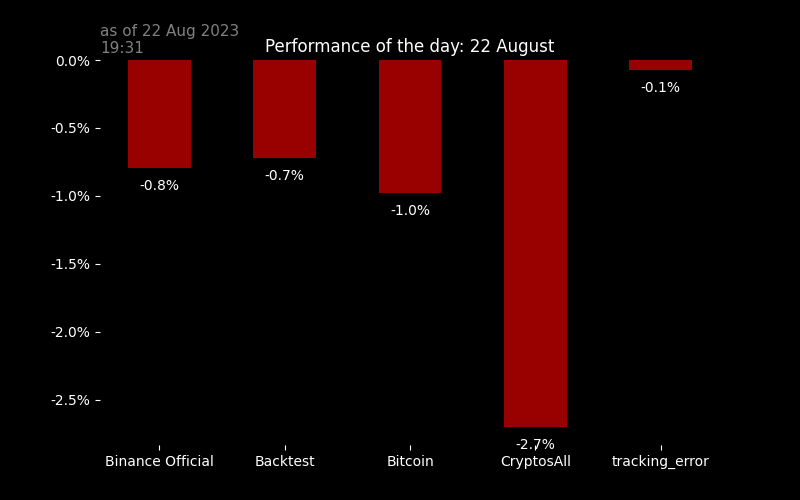 as of 22 Aug 2023
19:31
Performance of the day: 22 August
0.0%
-0.5%
-1.0%
-1.5%
-2.0%
-2.5%
-0.8%
-0.7%
-1.0%
-2.7%
-0.1%
Binance Official
Backtest
Bitcoin
CryptosAll
tracking_error